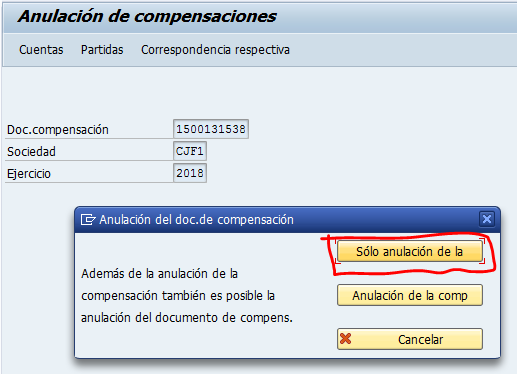 Anulación de compensaciones
Cuentas Partidas Correspondencia respectiva
Doc.compensación 1500131538
Sociedad CJF1
Ejercicio 2018
Anulación del doc.de compensación
Sólo anulación de la
Además de la anulación de la
compensación también es posible la
anulación del documento de compens.
Anulación de la comp
Cancelar